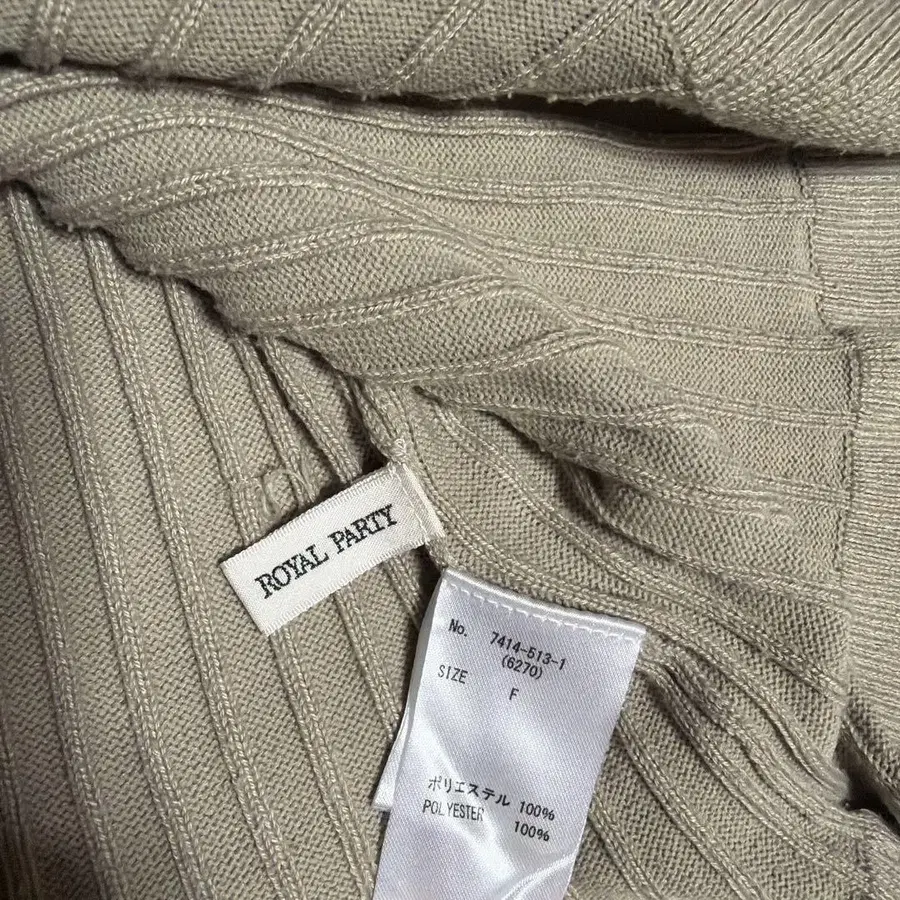 ROYAL PARTY
No. 7414-513-1
(6270)
SIZE F
ポリエステル 100%
POLYESTER 100%